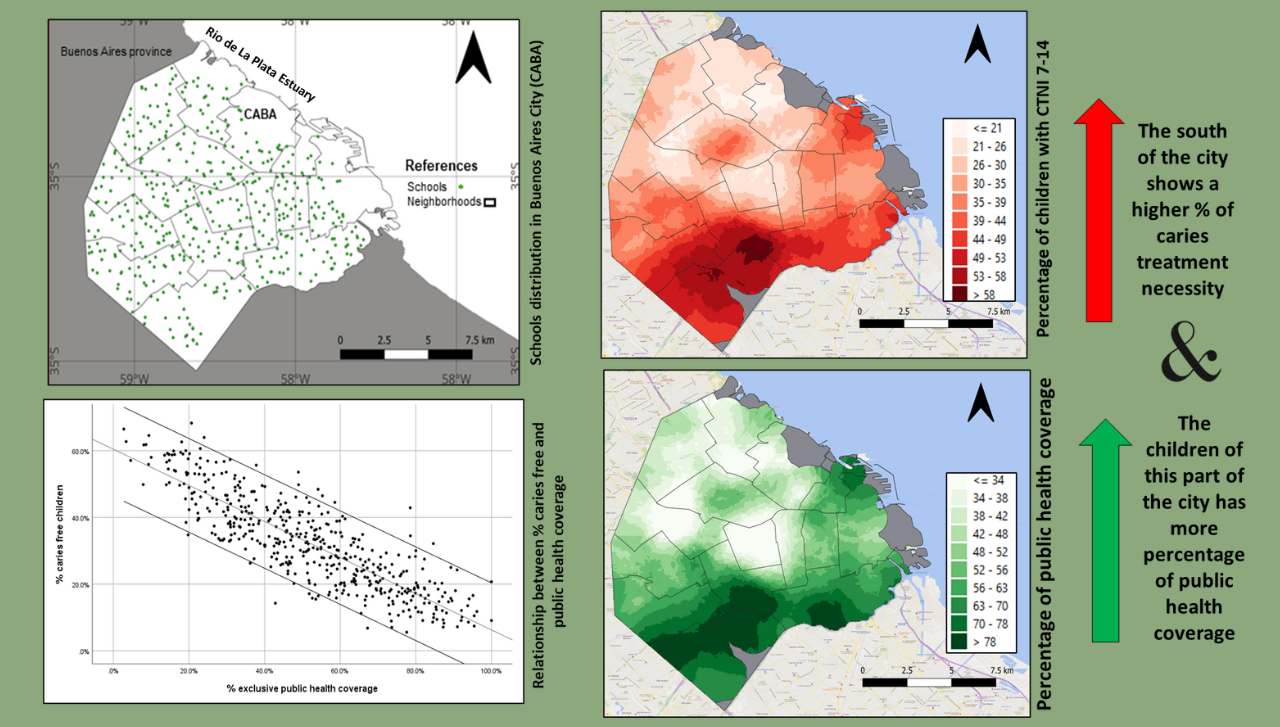 59°W
58°W
58°W
Buenos Aires province
Rio de La Plata Estuary
CABA
References
Schools
Neighborhoods
35°S
35°S
0 2.5 5 7.5 km
35°S
35°S
59°W
58°W
58°W
Schools distribution in Buenos Aires City (CABA)
<= 21
21 - 26
26 - 30
30 - 35
35 - 39
39 - 44
44 - 49
49 - 53
53 - 58
> 58
0 2.5 5 7.5 km
Percentage of children with CTNI 7-14
The south
of the city
shows a
higher % of
caries
treatment
necessity
&
% caries free children
60.0%
40.0%
20.0%
.0%
.0% 20.0% 40.0% 60.0% 80.0% 100.0%
% exclusive public health coverage
Relationship between % caries free and
public health coverage
<= 34
34 - 38
38 - 42
42 - 48
48 - 52
52 - 56
56 - 63
63 - 70
70 - 78
> 78
0 2.5 5 7.5 km
Percentage of public health coverage
The
children of
this part of
the city has
more
percentage
of public
health
coverage